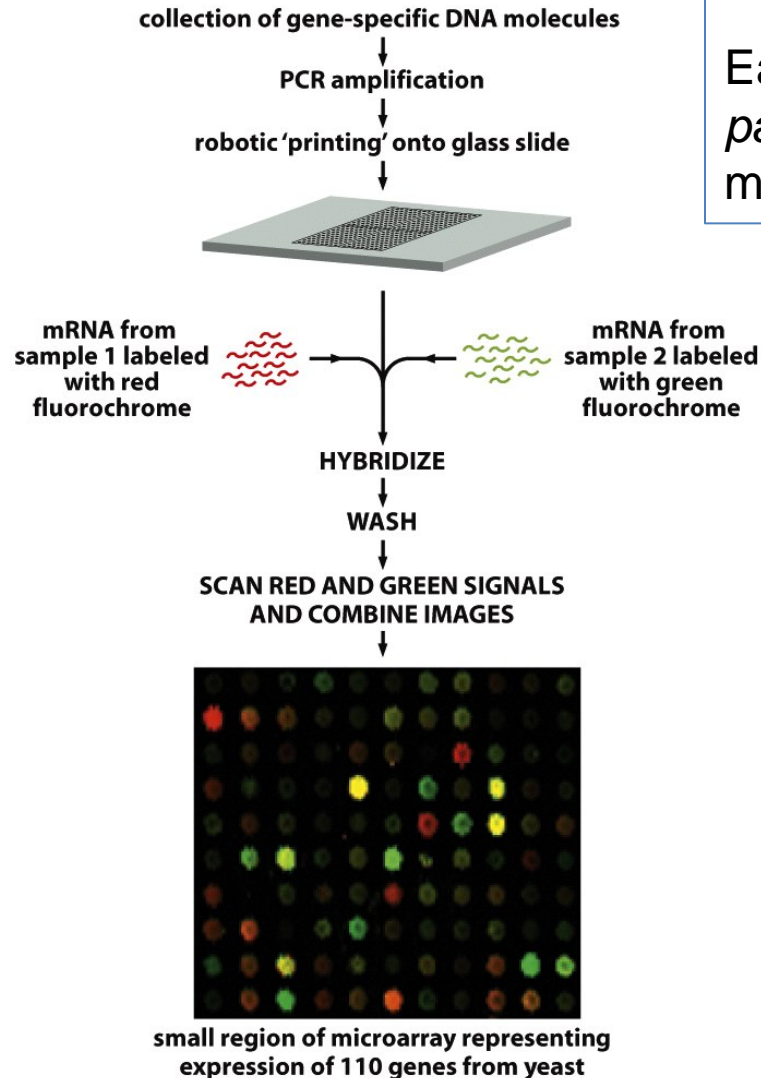 collection of gene-specific DNA molecules
PCR amplification
robotic ‘printing’ onto glass slide
mRNA from
sample 1 labeled
with red
fluorochrome
mRNA from
sample 2 labeled
with green
fluorochrome
HYBRIDIZE
WASH
SCAN RED AND GREEN SIGNALS
AND COMBINE IMAGES
small region of microarray representing
expression of 110 genes from yeast